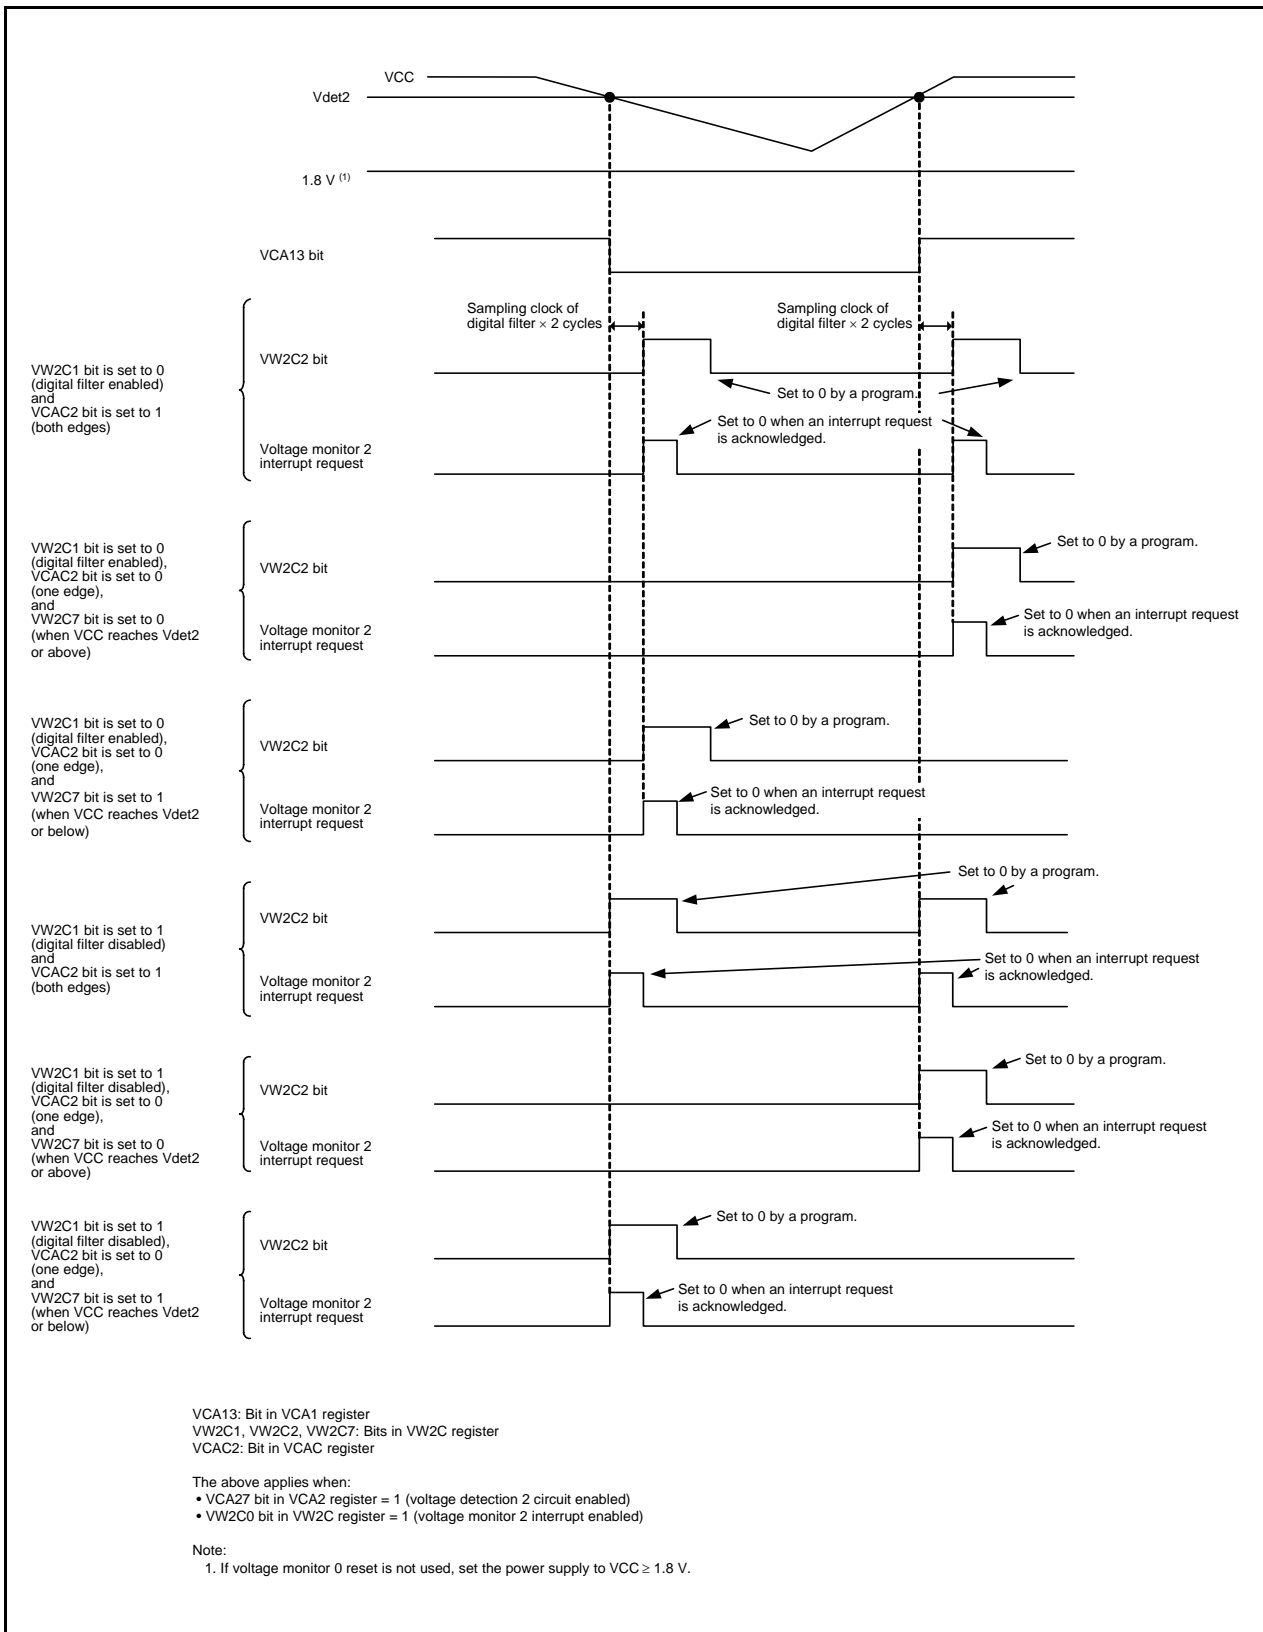 VCC
Vdet2
1.8 V (1)
VCA13 bit
Sampling clock of
digital filter × 2 cycles
Sampling clock of
digital filter × 2 cycles
VW2C1 bit is set to 0
(digital filter enabled)
and
VCAC2 bit is set to 1
(both edges)
VW2C2 bit
Set to 0 by a program.
Voltage monitor 2
interrupt request
Set to 0 when an interrupt request
is acknowledged.
VW2C1 bit is set to 0
(digital filter enabled),
VCAC2 bit is set to 0
(one edge),
and
VW2C7 bit is set to 0
(when VCC reaches Vdet2
or above)
VW2C2 bit
Set to 0 by a program.
Voltage monitor 2
interrupt request
Set to 0 when an interrupt request
is acknowledged.
VW2C1 bit is set to 0
(digital filter enabled),
VCAC2 bit is set to 0
(one edge),
and
VW2C7 bit is set to 1
(when VCC reaches Vdet2
or below)
VW2C2 bit
Set to 0 by a program.
Voltage monitor 2
interrupt request
Set to 0 when an interrupt request
is acknowledged.
VW2C1 bit is set to 1
(digital filter disabled)
and
VCAC2 bit is set to 1
(both edges)
VW2C2 bit
Set to 0 by a program.
Voltage monitor 2
interrupt request
Set to 0 when an interrupt request
is acknowledged.
VW2C1 bit is set to 1
(digital filter disabled),
VCAC2 bit is set to 0
(one edge),
and
VW2C7 bit is set to 0
(when VCC reaches Vdet2
or above)
VW2C2 bit
Set to 0 by a program.
Voltage monitor 2
interrupt request
Set to 0 when an interrupt request
is acknowledged.
VW2C1 bit is set to 1
(digital filter disabled),
VCAC2 bit is set to 0
(one edge),
and
VW2C7 bit is set to 1
(when VCC reaches Vdet2
or below)
VW2C2 bit
Set to 0 by a program.
Voltage monitor 2
interrupt request
Set to 0 when an interrupt request
is acknowledged.
VCA13: Bit in VCA1 register
VW2C1, VW2C2, VW2C7: Bits in VW2C register
VCAC2: Bit in VCAC register
The above applies when:
• VCA27 bit in VCA2 register = 1 (voltage detection 2 circuit enabled)
• VW2C0 bit in VW2C register = 1 (voltage monitor 2 interrupt enabled)
Note:
1. If voltage monitor 0 reset is not used, set the power supply to VCC ≥ 1.8 V.